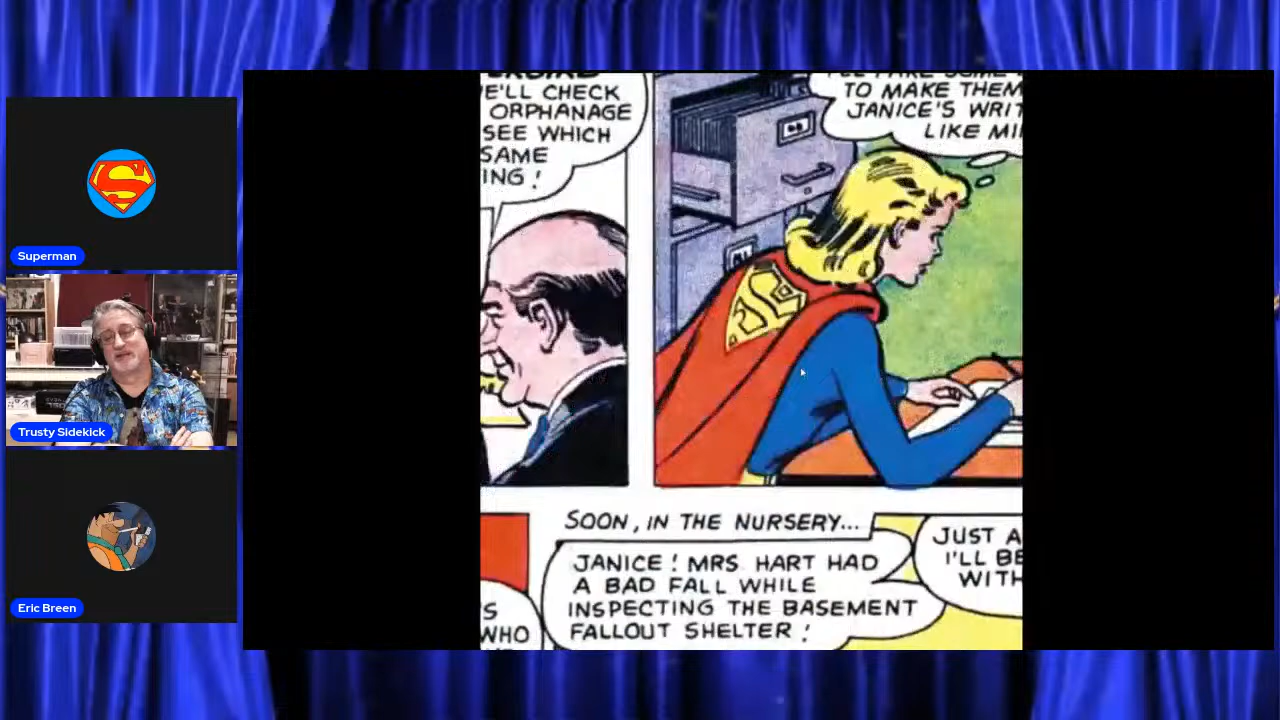 Superman
Trusty Sidekick
Eric Breen
E'LL CHECK
ORPHANAGE
SEE WHICH
SAME
ING!
TO MAKE THEM
JANICE'S WRIT
LIKE MI
SOON, IN THE NURSERY...
JANICE! MRS. HART HAD
A BAD FALL WHILE
INSPECTING THE BASEMENT
FALLOUT SHELTER!
JUST A
I'LL BE
WITH
'S
WHO